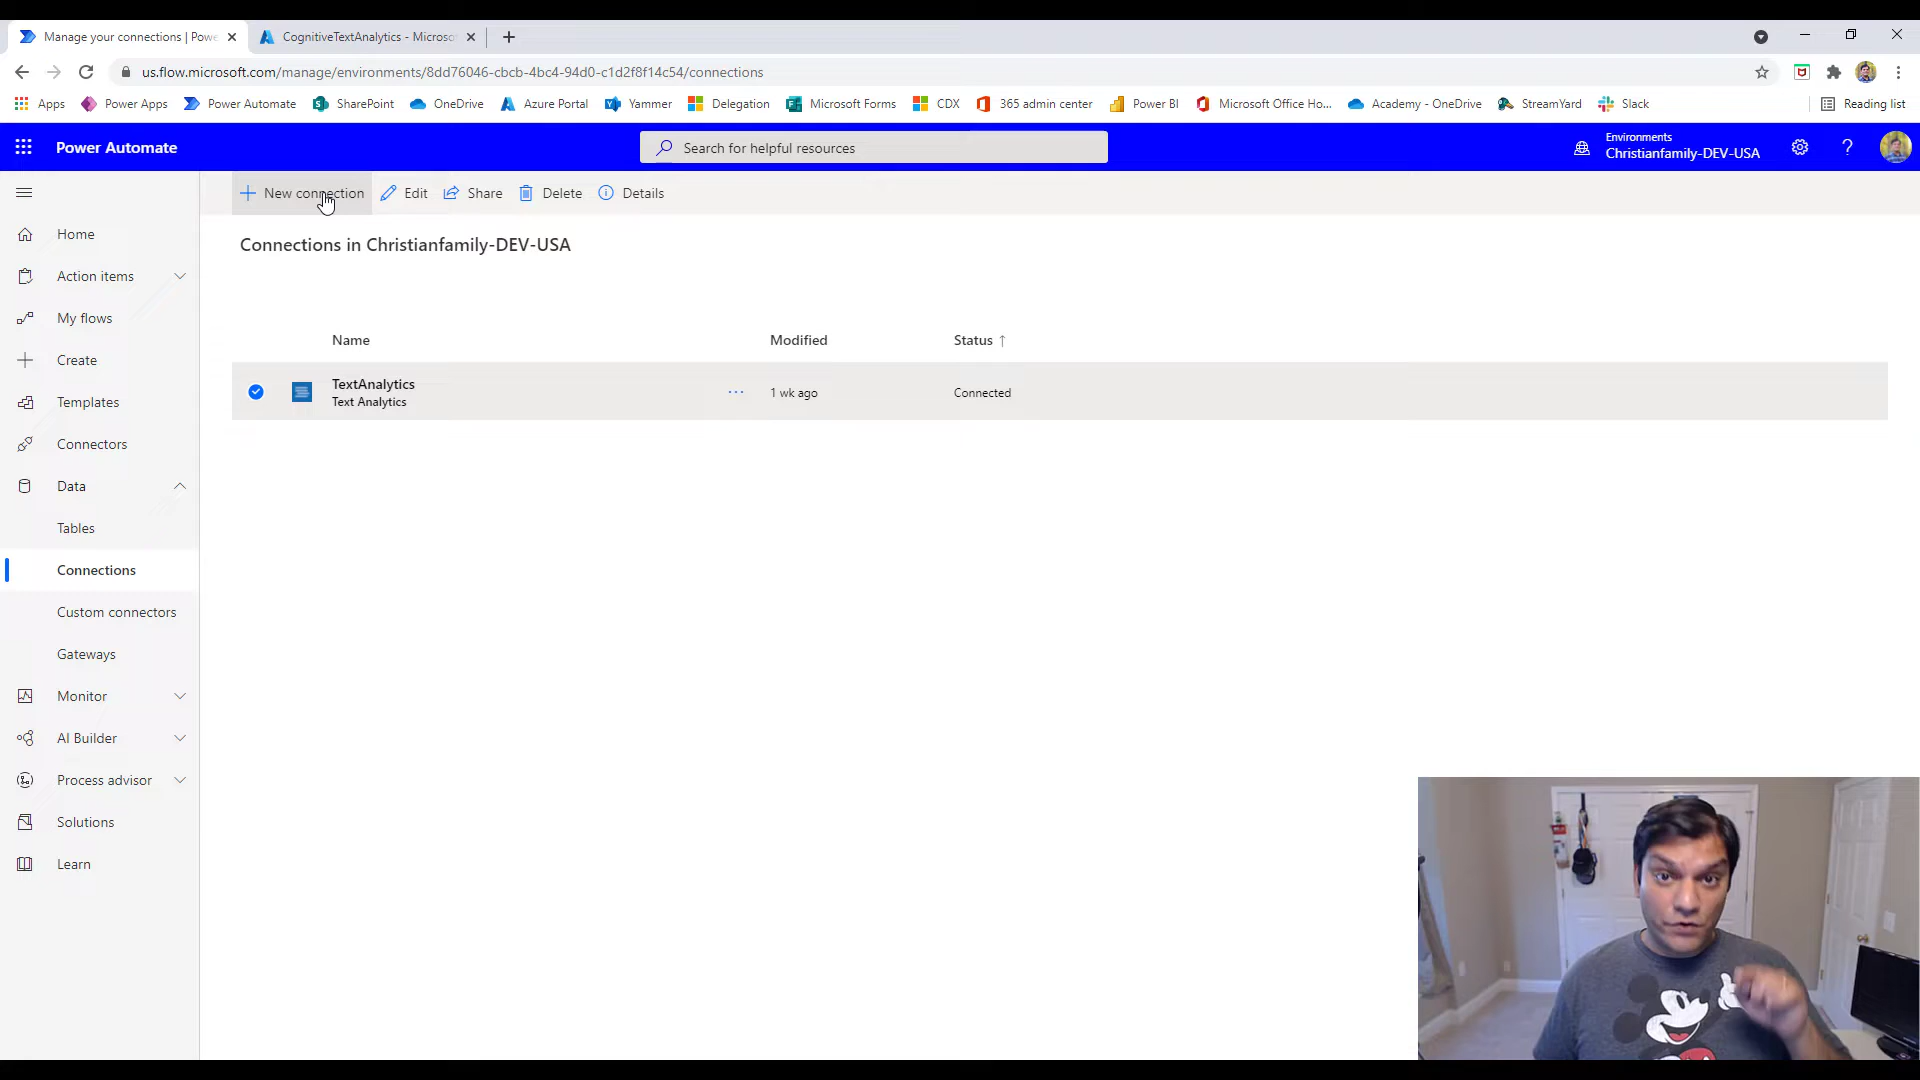 Manage your connections | Powe
CognitiveTextAnalytics - Microso
us.flow.microsoft.com/manage/environments/8dd76046-cbcb-4bc4-94d0-c1d2f8f14c54/connections
Apps
Power Apps
Power Automate
SharePoint
OneDrive
Azure Portal
Yammer
Delegation
Microsoft Forms
CDX
365 admin center
Power BI
Microsoft Office Ho...
Academy - OneDrive
StreamYard
Slack
Reading list
Power Automate
Search for helpful resources
Environments
Christianfamily-DEV-USA
New connection
Edit
Share
Delete
Details
Home
Action items
My flows
Create
Templates
Connectors
Data
Tables
Connections
Custom connectors
Gateways
Monitor
AI Builder
Process advisor
Solutions
Learn
Connections in Christianfamily-DEV-USA
Name
Modified
Status
TextAnalytics
Text Analytics
1 wk ago
Connected